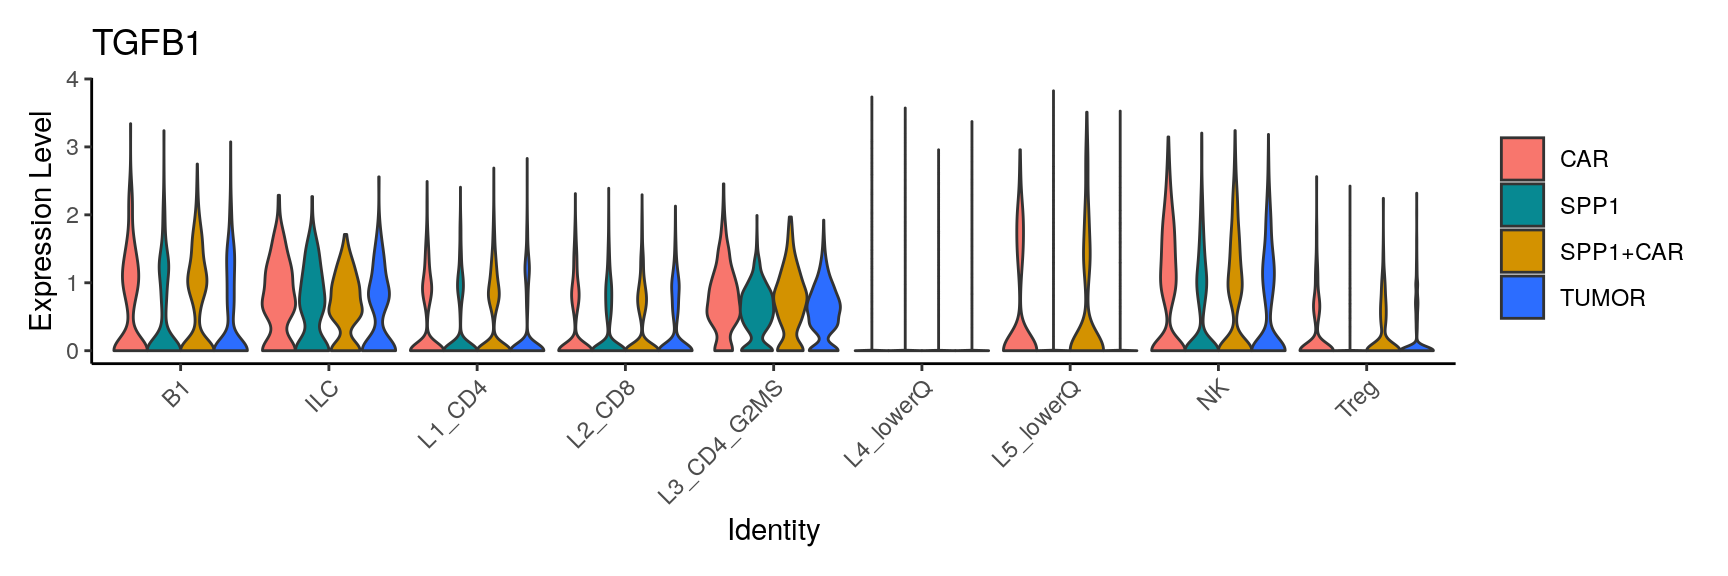 TGFB1
Expression Level
4
3
2
1
0
B1
ILC
L1_CD4
L2_CD8
L3_CD4_G2MS
L4_lowerQ
L5_lowerQ
NK
Treg
Identity
CAR
SPP1
SPP1+CAR
TUMOR